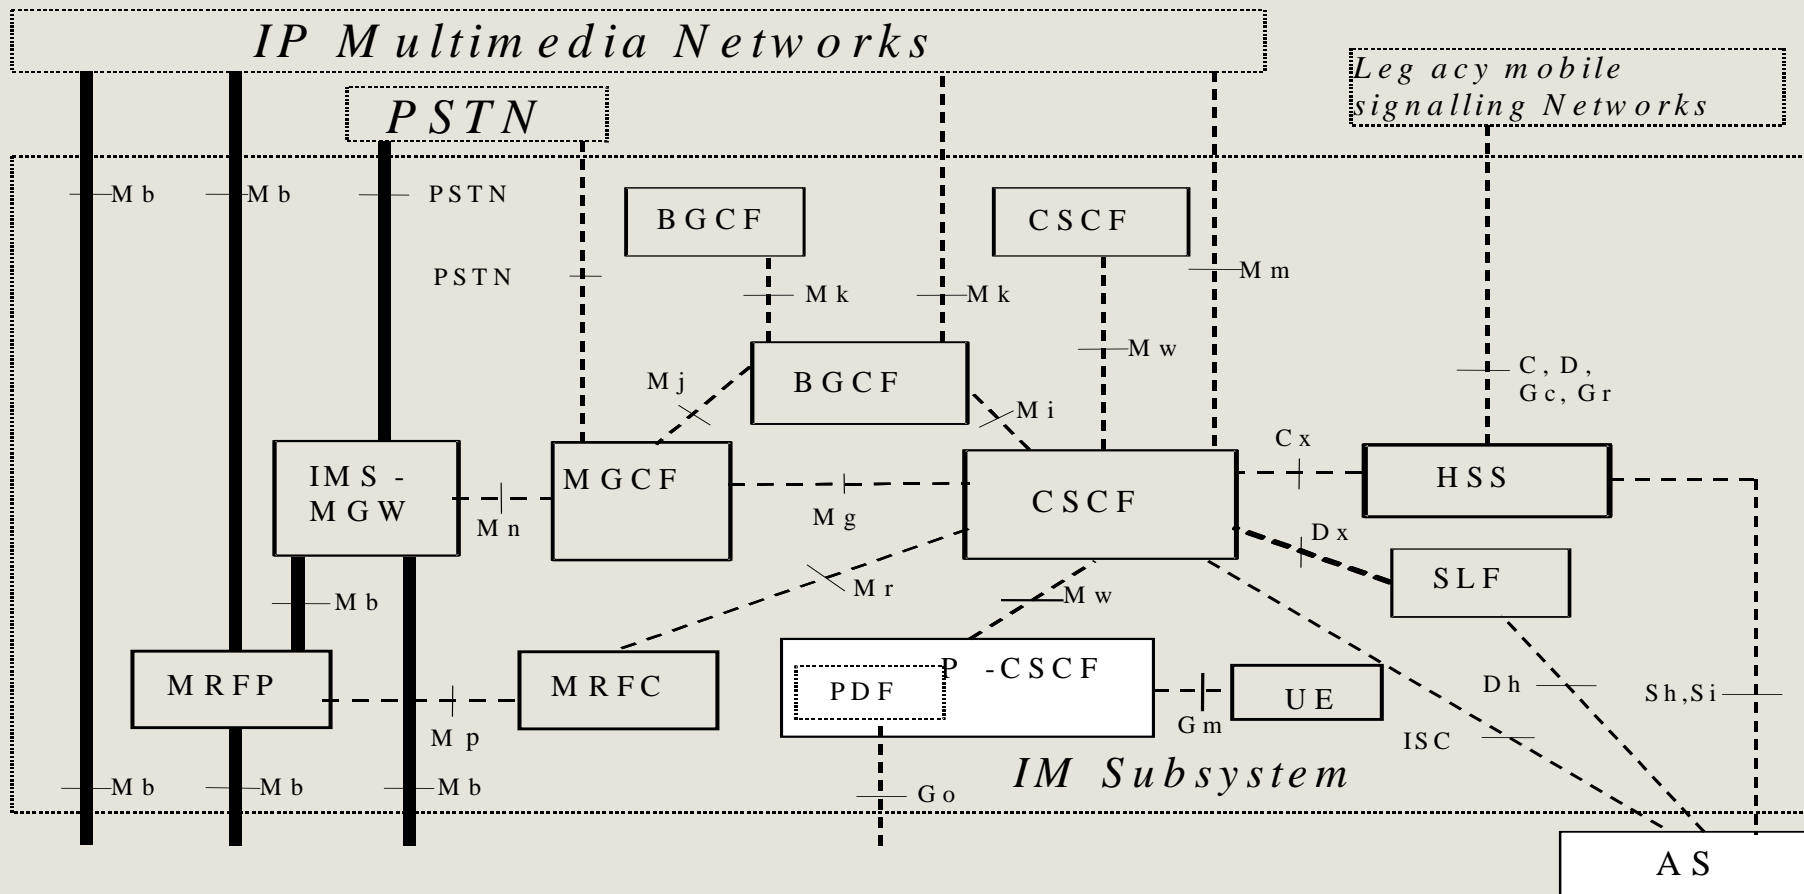 IP Multimedia Networks
PSTN
Legacy mobile
signalling Networks
Mb
Mb
PSTN
BGCF
CSCF
PSTN
Mk
Mk
Mm
Mw
C, D,
Gc, Gr
Mj
BGCF
Mi
Cx
IMS -
MGW
Mn
MGCF
Mg
CSCF
HSS
Dx
SLF
Mb
Mr
Mw
MRFP
Mp
MRFC
P -CSCF
PDF
Gm
UE
Dh
Sh,Si
ISC
IM Subsystem
Mb
Mb
Mb
Go
AS